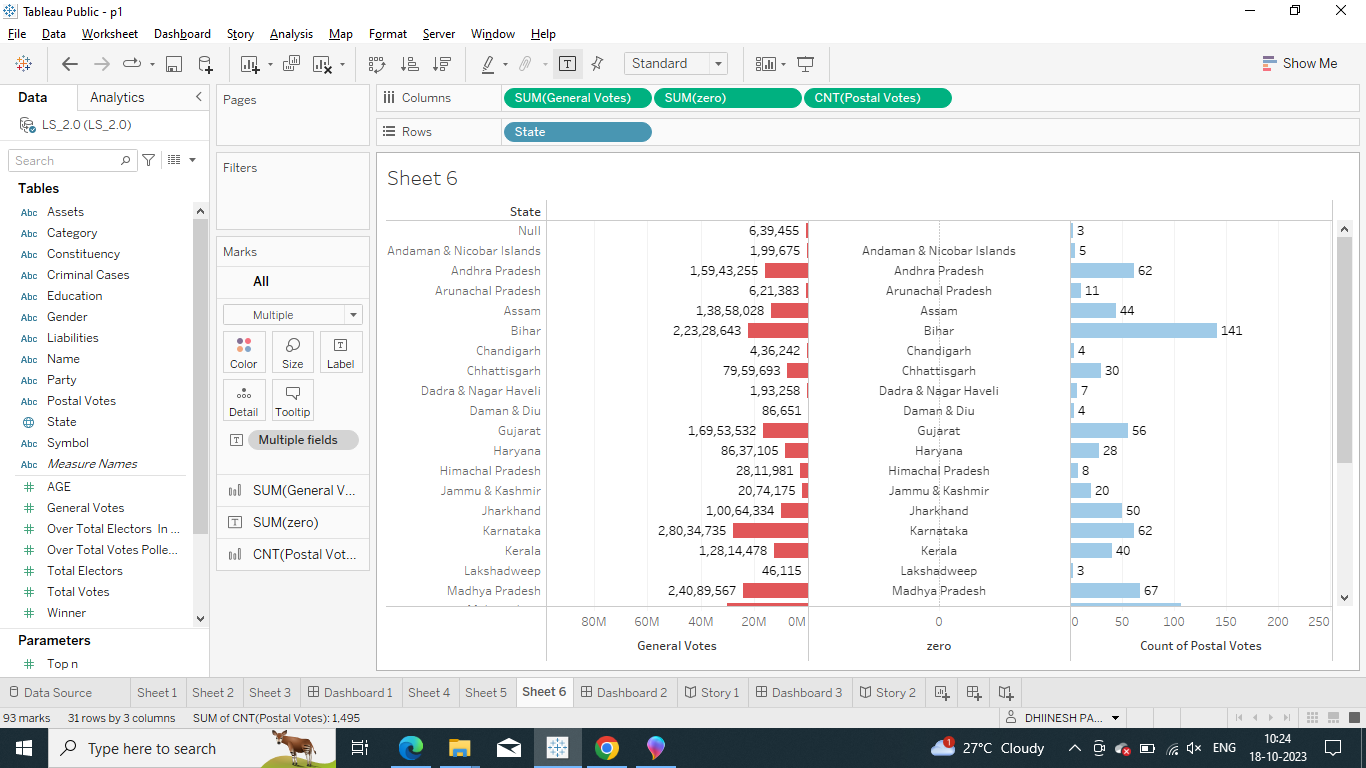 Tableau Public - p1
File Data Worksheet Dashboard Story Analysis Map Format Server Window Help
Standard
Show Me
Data Analytics
LS_2.0 (LS_2.0)
Search
Tables
Abc Assets
Abc Category
Abc Constituency
Abc Criminal Cases
Abc Education
Abc Gender
Abc Liabilities
Abc Name
Abc Party
Abc Postal Votes
State
Abc Symbol
Abc Measure Names
AGE
General Votes
Over Total Electors In ...
Over Total Votes Polle...
Total Electors
Total Votes
Winner
Parameters
Top n
Pages
Filters
Marks
All
Multiple
Color Size Label
Detail Tooltip
Multiple fields
SUM(General V...
SUM(zero)
CNT(Postal Vot...
Columns SUM(General Votes) SUM(zero) CNT(Postal Votes)
Rows State
Sheet 6
State
Null 6,39,455 3
Andaman & Nicobar Islands 1,99,675 Andaman & Nicobar Islands 5
Andhra Pradesh 1,59,43,255 Andhra Pradesh 62
Arunachal Pradesh 6,21,383 Arunachal Pradesh 11
Assam 1,38,58,028 Assam 44
Bihar 2,23,28,643 Bihar 141
Chandigarh 4,36,242 Chandigarh 4
Chhattisgarh 79,59,693 Chhattisgarh 30
Dadra & Nagar Haveli 1,93,258 Dadra & Nagar Haveli 7
Daman & Diu 86,651 Daman & Diu 4
Gujarat 1,69,53,532 Gujarat 56
Haryana 86,37,105 Haryana 28
Himachal Pradesh 28,11,981 Himachal Pradesh 8
Jammu & Kashmir 20,74,175 Jammu & Kashmir 20
Jharkhand 1,00,64,334 Jharkhand 50
Karnataka 2,80,34,735 Karnataka 62
Kerala 1,28,14,478 Kerala 40
Lakshadweep 46,115 Lakshadweep 3
Madhya Pradesh 2,40,89,567 Madhya Pradesh 67
80M 60M 40M 20M 0M 0 0 50 100 150 200 250
General Votes zero Count of Postal Votes
Data Source Sheet 1 Sheet 2 Sheet 3 Dashboard 1 Sheet 4 Sheet 5 Sheet 6 Dashboard 2 Story 1 Dashboard 3 Story 2
93 marks 31 rows by 3 columns SUM of CNT(Postal Votes): 1,495 DHIINESH PA...
Type here to search
1
27°C Cloudy
ENG
10:24
18-10-2023